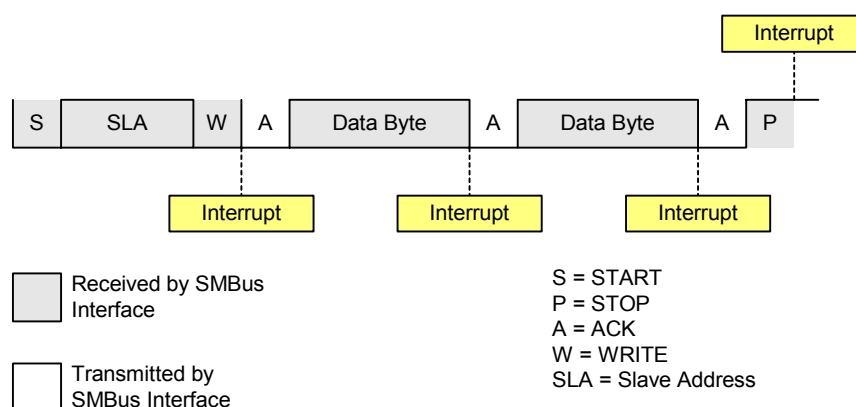 Interrupt
S SLA W A Data Byte A Data Byte A P
Interrupt Interrupt Interrupt
Received by SMBus
Interface
Transmitted by
SMBus Interface
S = START
P = STOP
A = ACK
W = WRITE
SLA = Slave Address